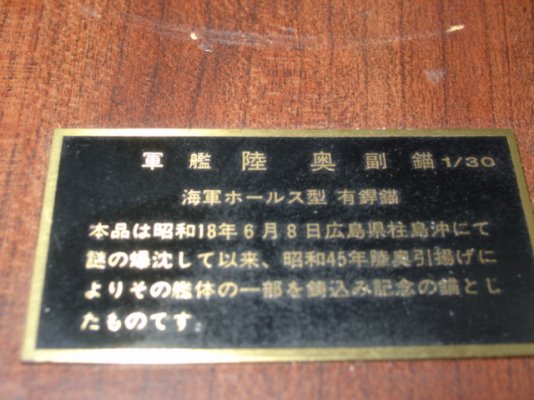 軍艦陸奥副錨1/30
海軍ホールス型 有銲錨
本品は昭和18年6月8日広島県柱島沖にて
謎の爆沈して以来、昭和45年陸奥引揚げに
よりその艦体の一部を鋳込み記念の錨とし
たものです。